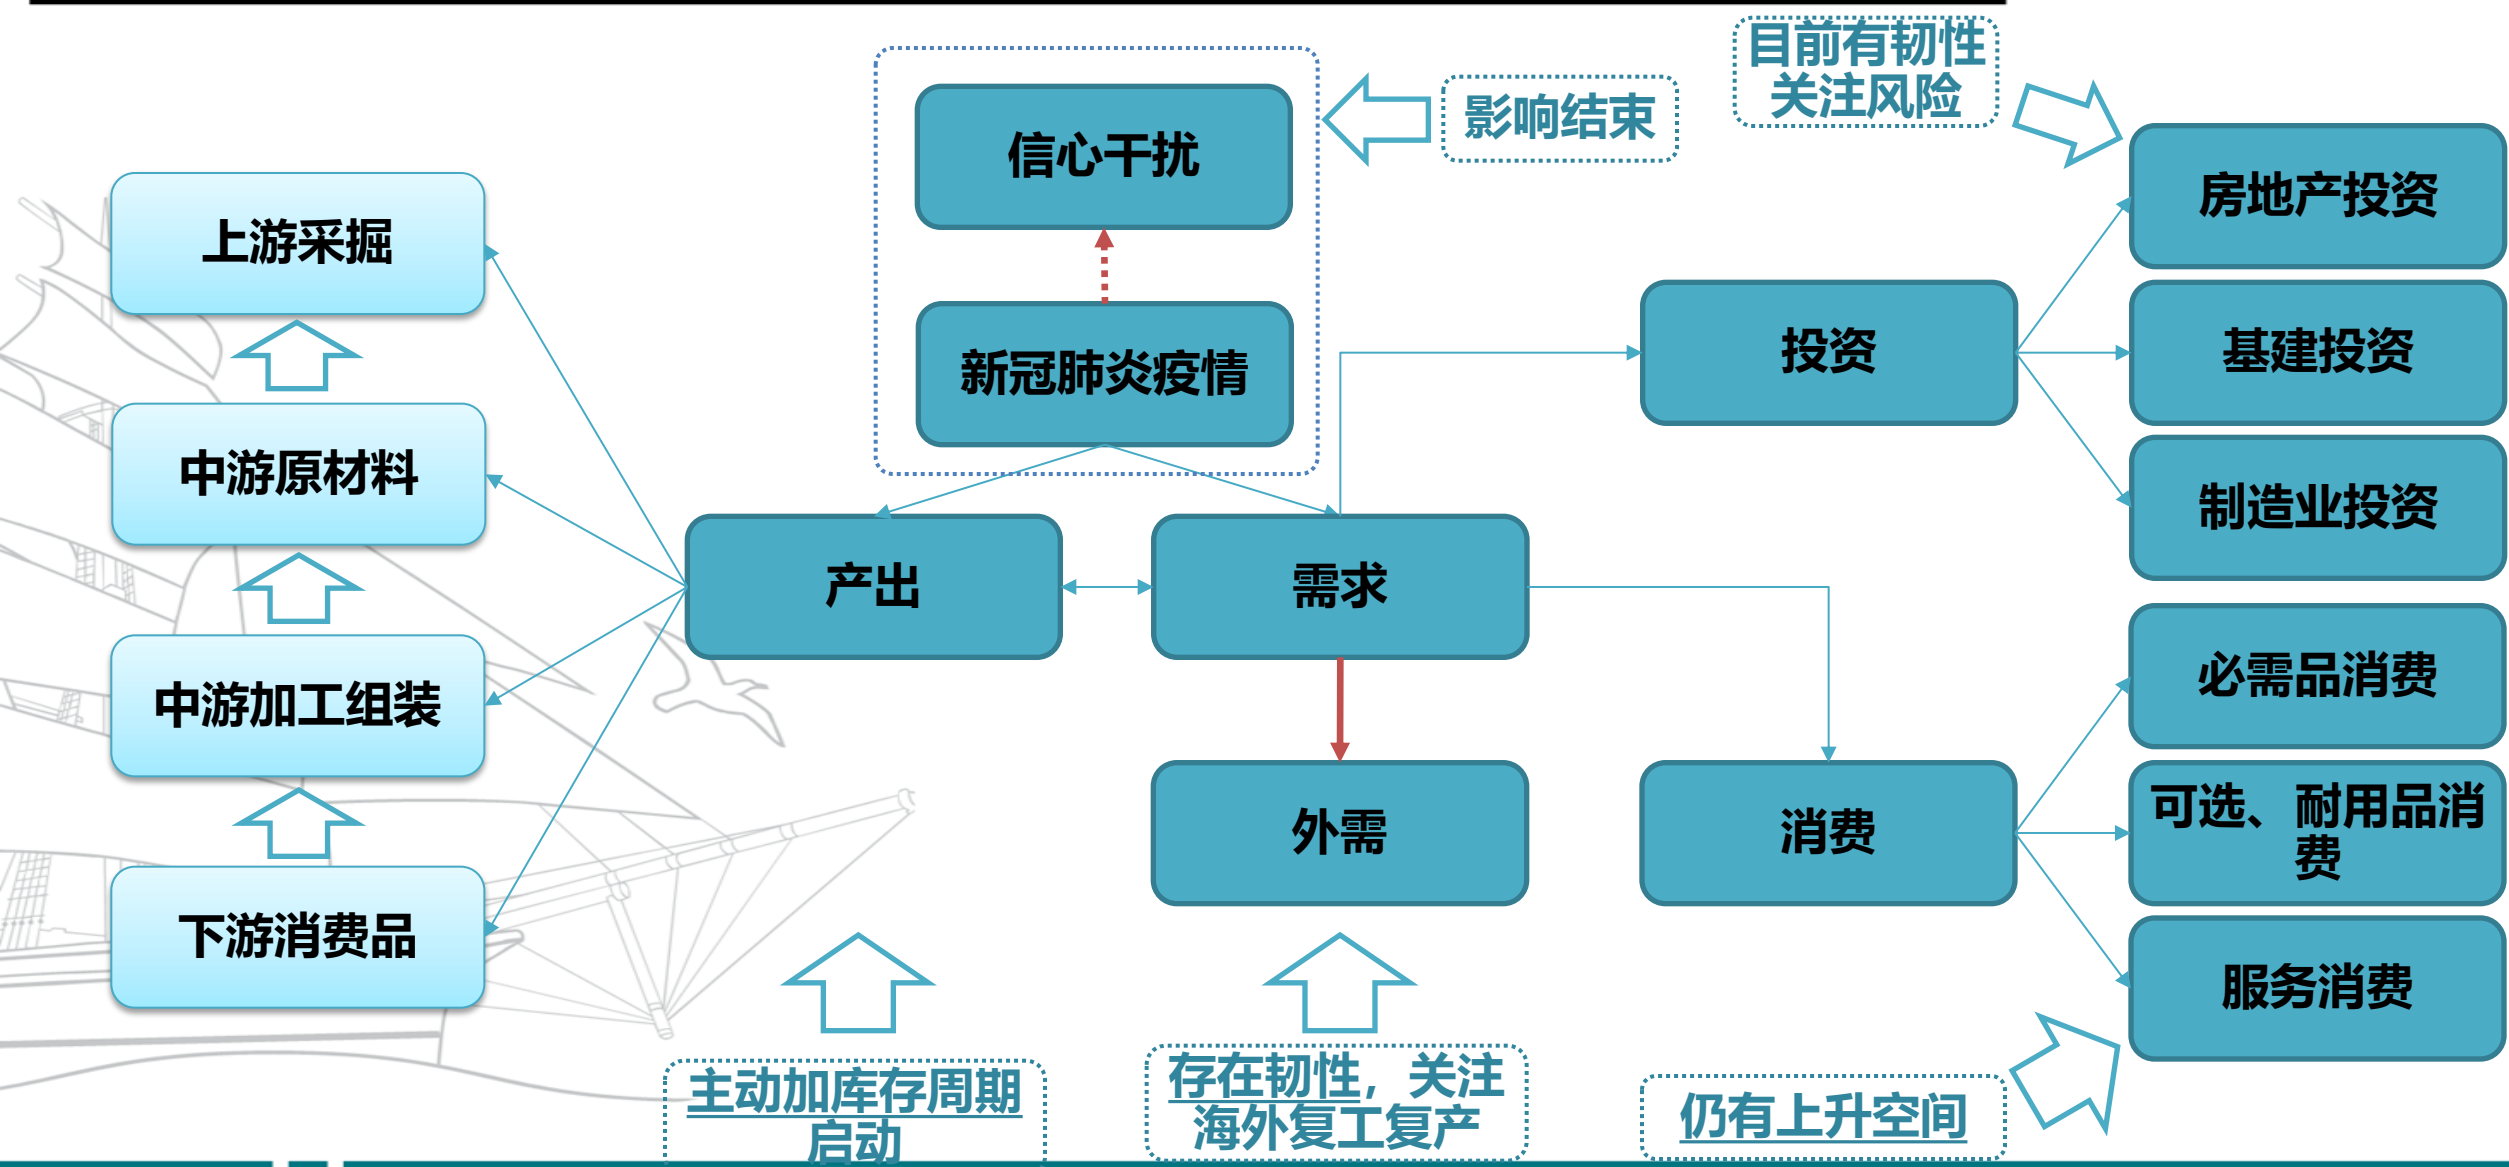 目前有韧性
关注风险
影响结束
信心干扰
新冠肺炎疫情
上游采掘
中游原材料
中游加工组装
下游消费品
产出
需求
外需
投资
消费
房地产投资
基建投资
制造业投资
必需品消费
可选、耐用品消
费
服务消费
主动加库存周期
启动
存在韧性，关注
海外复工复产
仍有上升空间